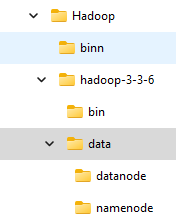 Hadoop
binn
hadoop-3-3-6
bin
data
datanode
namenode